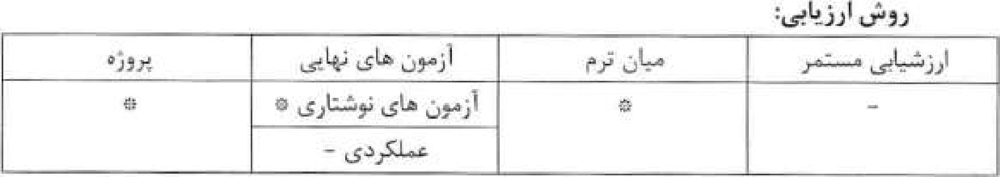 روش ارزیابی:
ارزشیابی مستمر میان ترم آزمون های نهایی پروژه
- * آزمون های نوشتاری * *
عملکردی -